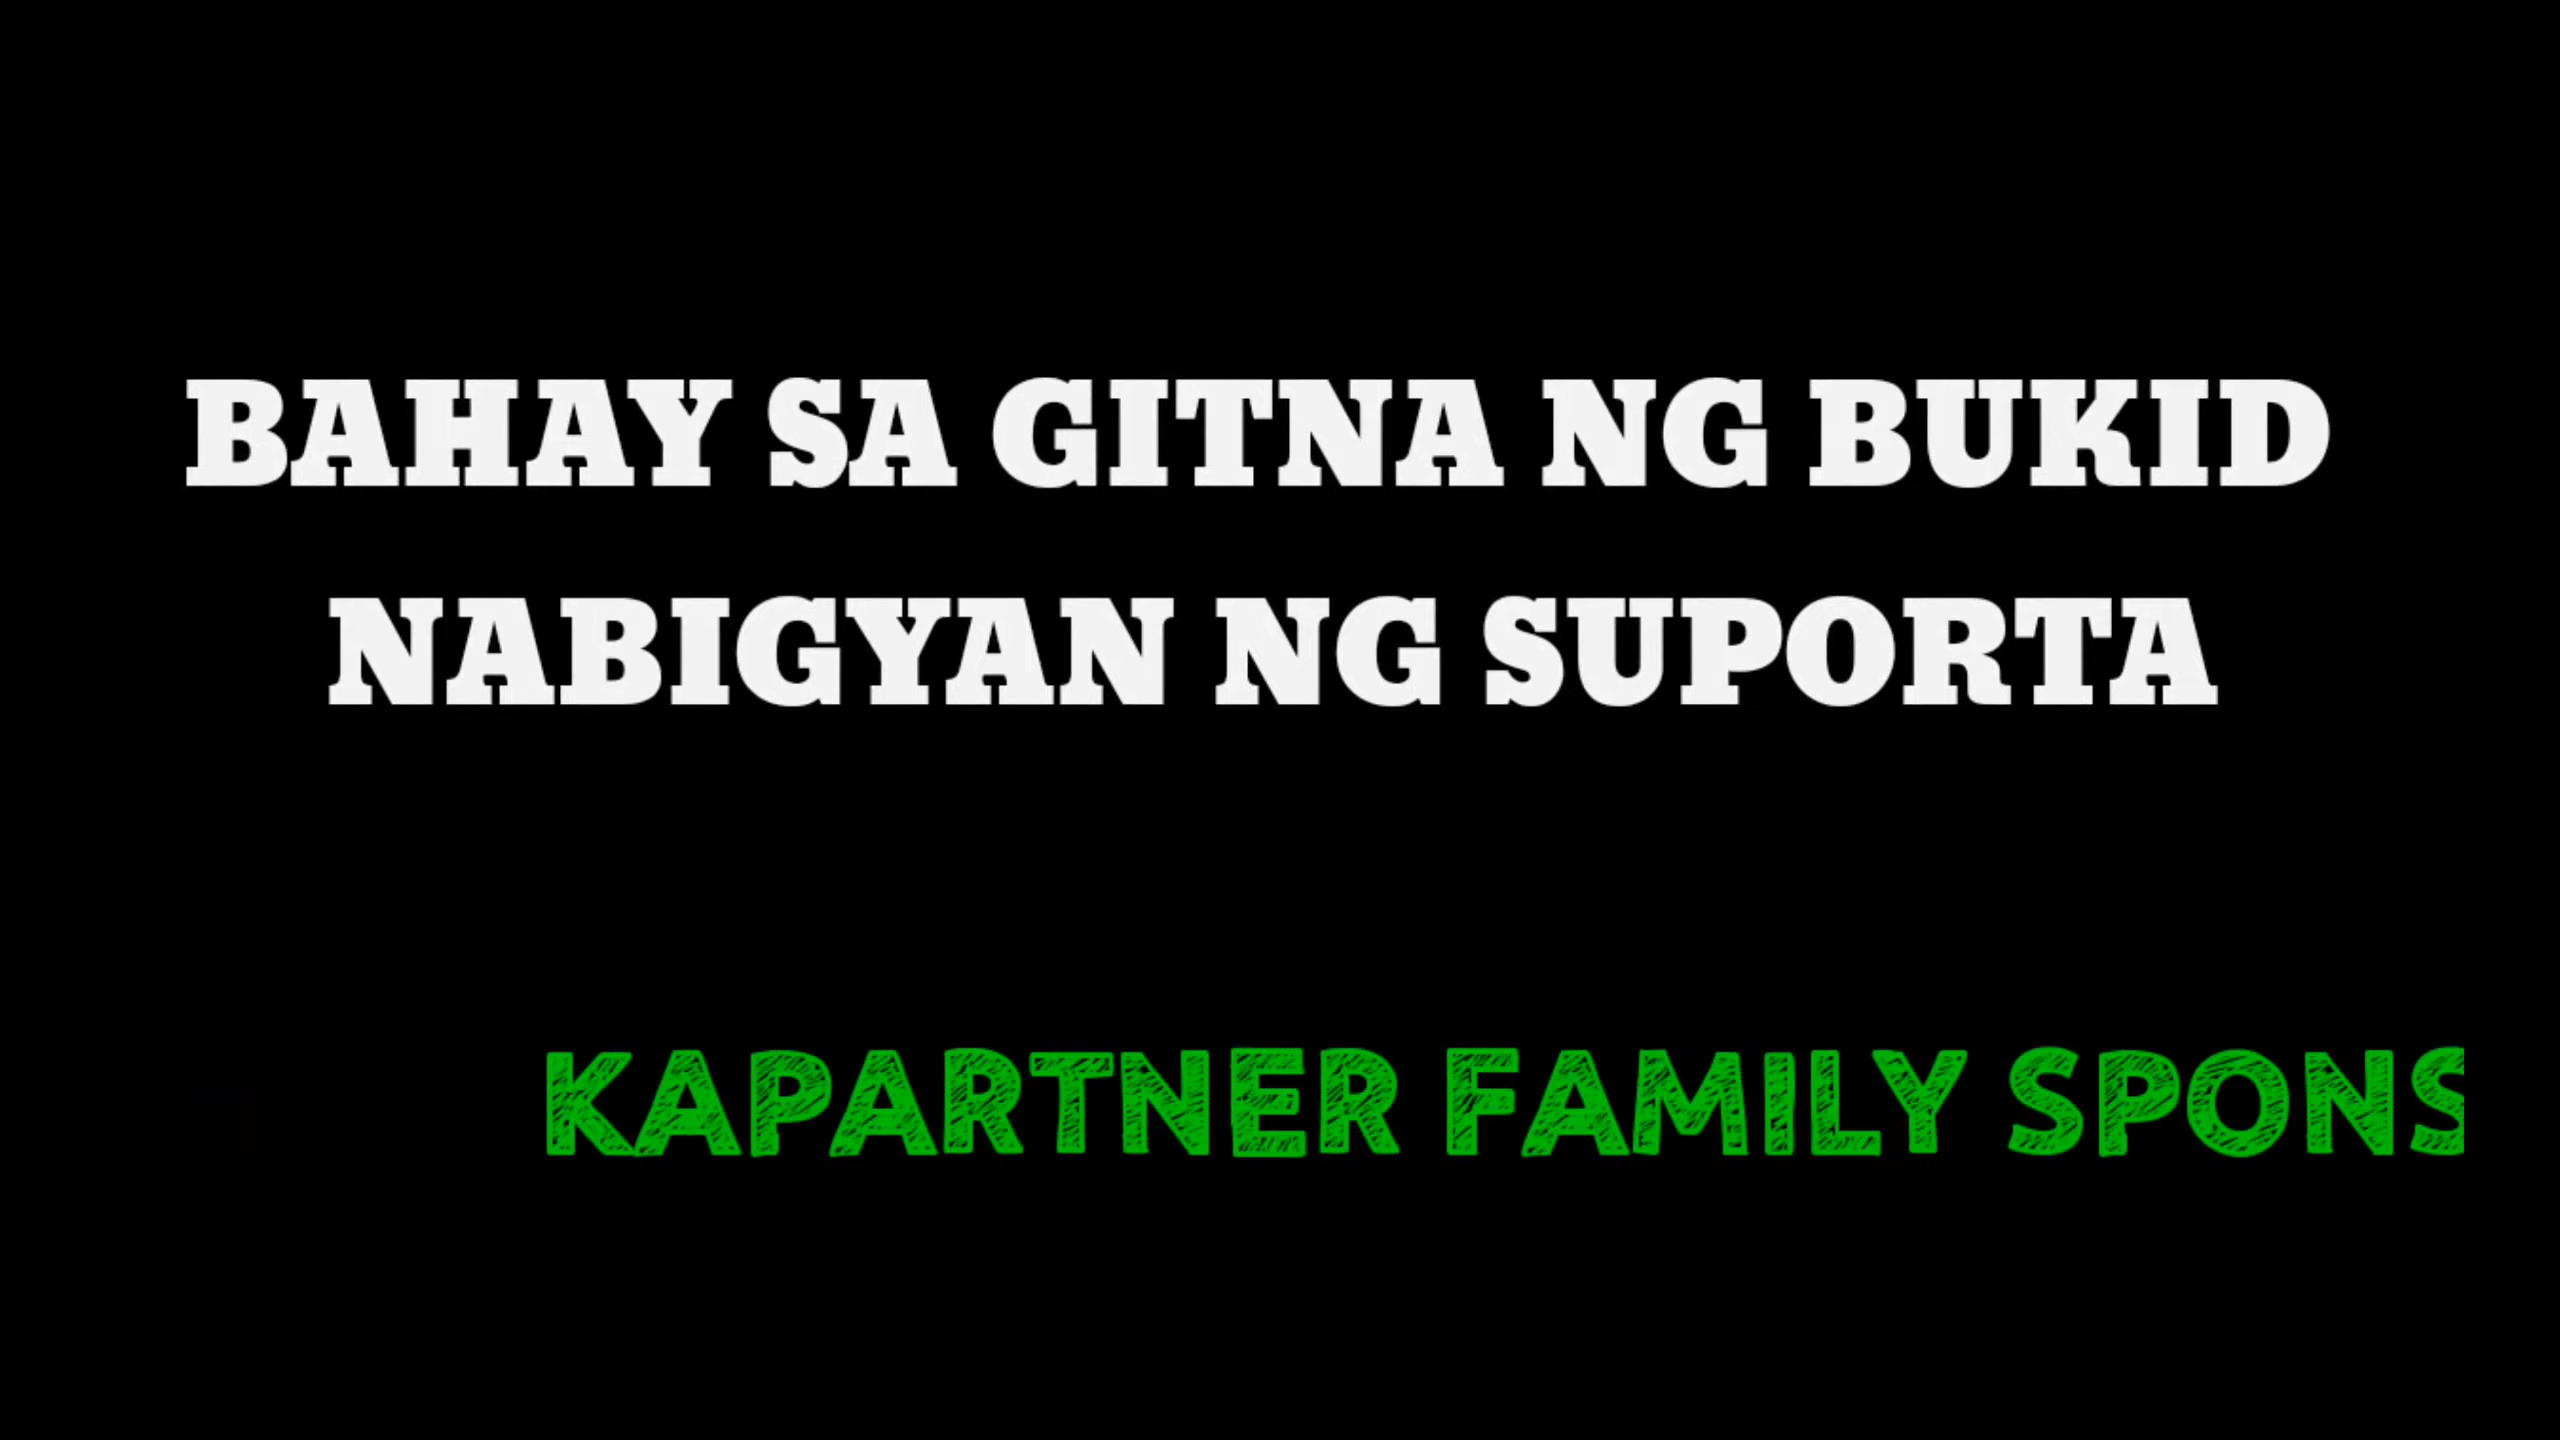 BAHAY SA GITNA NG BUKID
NABIGYAN NG SUPORTA
KAPARTNER FAMILY SPONS